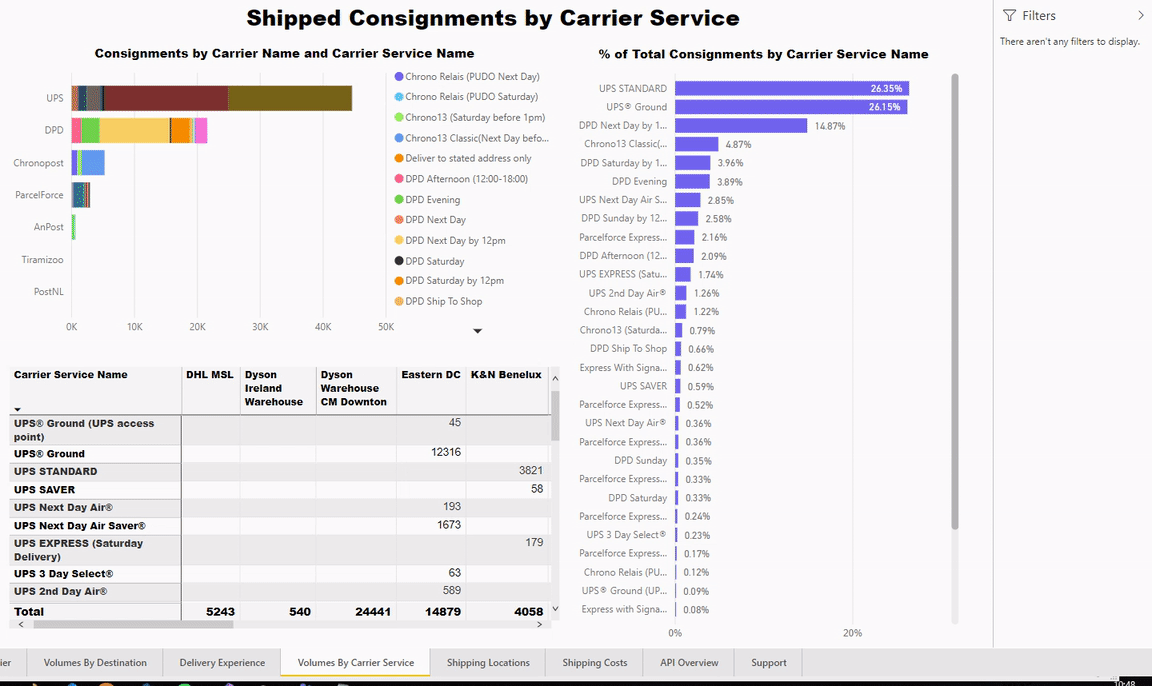 Shipped Consignments by Carrier Service
Filters
There aren't any filters to display.
Consignments by Carrier Name and Carrier Service Name
UPS
DPD
Chronopost
ParcelForce
AnPost
Tiramizoo
PostNL
0K 10K 20K 30K 40K 50K
Chrono Relais (PUDO Next Day)
Chrono Relais (PUDO Saturday)
Chrono13 (Saturday before 1pm)
Chrono13 Classic(Next Day befo...
Deliver to stated address only
DPD Afternoon (12:00-18:00)
DPD Evening
DPD Next Day
DPD Next Day by 12pm
DPD Saturday
DPD Saturday by 12pm
DPD Ship To Shop
% of Total Consignments by Carrier Service Name
UPS STANDARD 26.35%
UPS® Ground 26.15%
DPD Next Day by 1... 14.87%
Chrono13 Classic(... 4.87%
DPD Saturday by 1... 3.96%
DPD Evening 3.89%
UPS Next Day Air S... 2.85%
DPD Sunday by 12... 2.58%
Parcelforce Express... 2.16%
DPD Afternoon (12... 2.09%
UPS EXPRESS (Satu... 1.74%
UPS 2nd Day Air® 1.26%
Chrono Relais (PU... 1.22%
Chrono13 (Saturda... 0.79%
DPD Ship To Shop 0.66%
Express With Signa... 0.62%
UPS SAVER 0.59%
Parcelforce Express... 0.52%
UPS Next Day Air® 0.36%
Parcelforce Express... 0.36%
DPD Sunday 0.35%
Parcelforce Express... 0.33%
DPD Saturday 0.33%
Parcelforce Express... 0.24%
UPS 3 Day Select® 0.23%
Parcelforce Express... 0.17%
Chrono Relais (PU... 0.12%
UPS® Ground (UP... 0.09%
Express with Signa... 0.08%
0% 20%
Carrier Service Name DHL MSL Dyson Dyson Eastern DC K&N Benelux
Ireland Warehouse
Warehouse CM Downton
UPS® Ground (UPS access 45
point)
UPS® Ground 12316
UPS STANDARD 3821
UPS SAVER 58
UPS Next Day Air® 193
UPS Next Day Air Saver® 1673
UPS EXPRESS (Saturday 179
Delivery)
UPS 3 Day Select® 63
UPS 2nd Day Air® 589
Total 5243 540 24441 14879 4058
ier Volumes By Destination Delivery Experience Volumes By Carrier Service Shipping Locations Shipping Costs API Overview Support
10:48